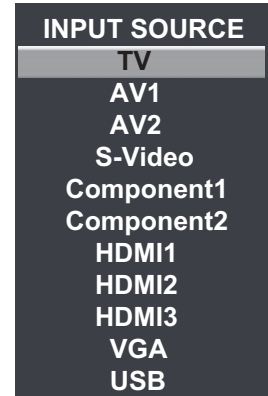 INPUT SOURCE
TV
AV1
AV2
S-Video
Component1
Component2
HDMI1
HDMI2
HDMI3
VGA
USB